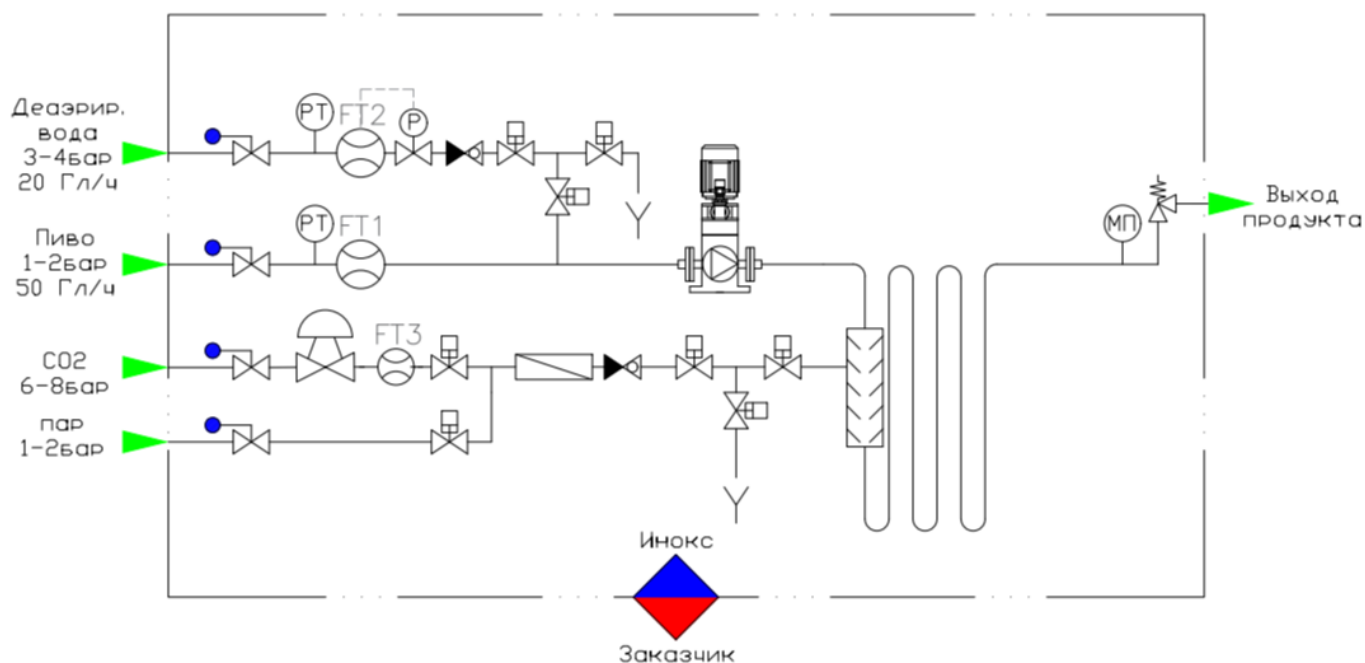 Деаэрир.
вода
3-4бар
20 Гл/ч
PT
FT2
P
Пиво
1-2бар
50 Гл/ч
PT
FT1
МП
Выход
продукта
CO2
6-8бар
FT3
пар
1-2бар
Инокс
Заказчик